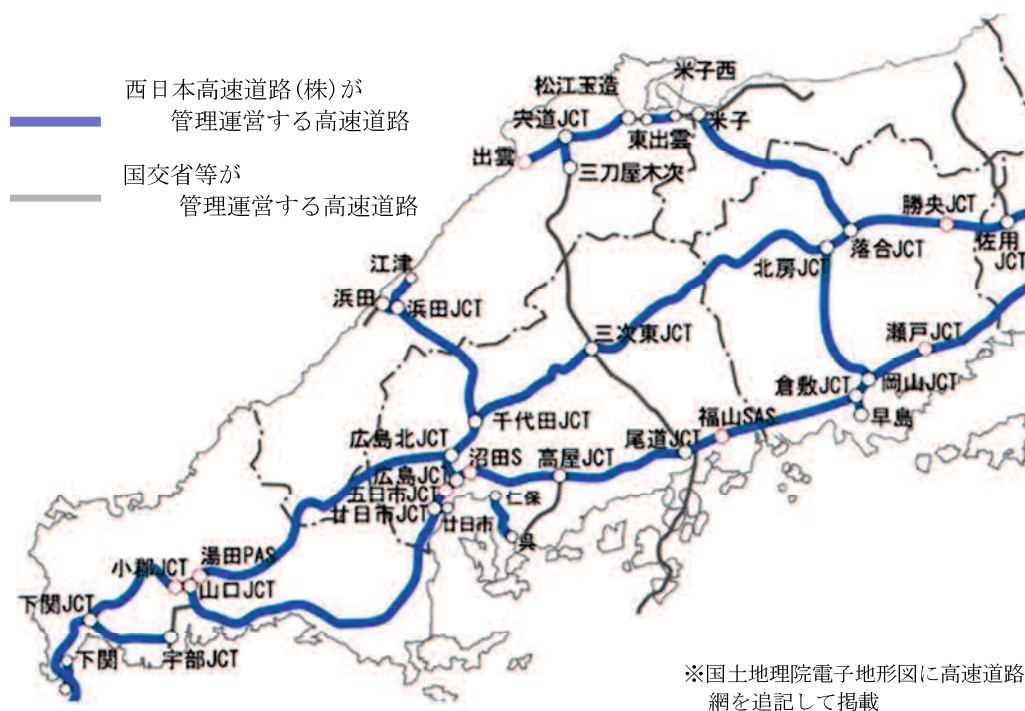 西日本高速道路(株)が
管理運営する高速道路
国交省等が
管理運営する高速道路
米子西
松江玉造
宍道JCT
米子
東出雲
出雲
三刀屋木次
勝央JCT
佐用
JCT
落合JCT
北房JCT
江津
浜田
浜田JCT
三次東JCT
瀬戸JCT
岡山JCT
倉敷JCT
早島
福山SAS
千代田JCT
尾道JCT
広島北JCT
沼田S
高屋JCT
広島JCT
五日市JCT
仁保
廿日市JCT
廿日市
呉
湯田PAS
小郡JCT
山口JCT
下関JCT
下関
宇部JCT
※国土地理院電子地形図に高速道路
網を追記して掲載